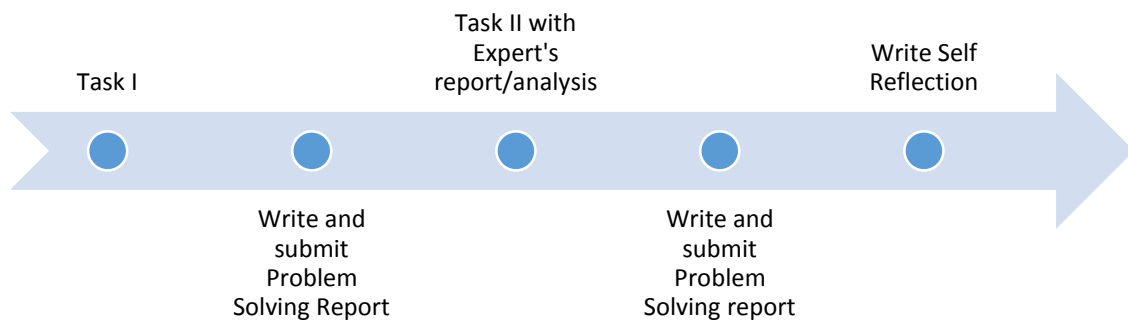 Task I
Write and
submit
Problem
Solving Report
Task II with
Expert's
report/analysis
Write and
submit
Problem
Solving report
Write Self
Reflection